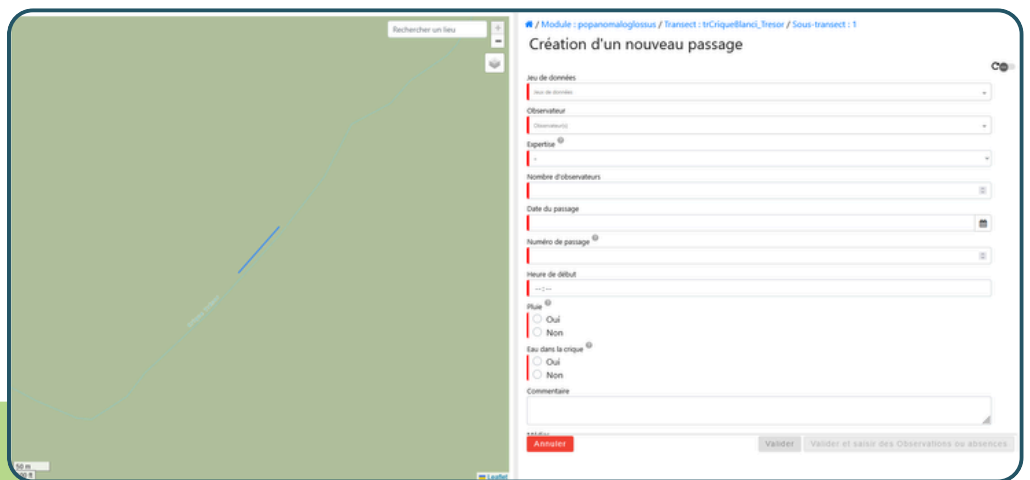 Rechercher un lieu
+
−
50 m
Leaflet
/ Module : popanomaloglossus / Transect : trCriqueBlanci_Tresor / Sous-transect : 1
Création d'un nouveau passage
Jeu de données
Jeux de données
Observateur
Observateur(s)
Expertise ?
-
Nombre d'observateurs
Date du passage
Numéro de passage ?
Heure de début
--:--
Pluie ?
Oui
Non
Eau dans la crique ?
Oui
Non
Commentaire
Annuler
Valider
Valider et saisir des Observations ou absences